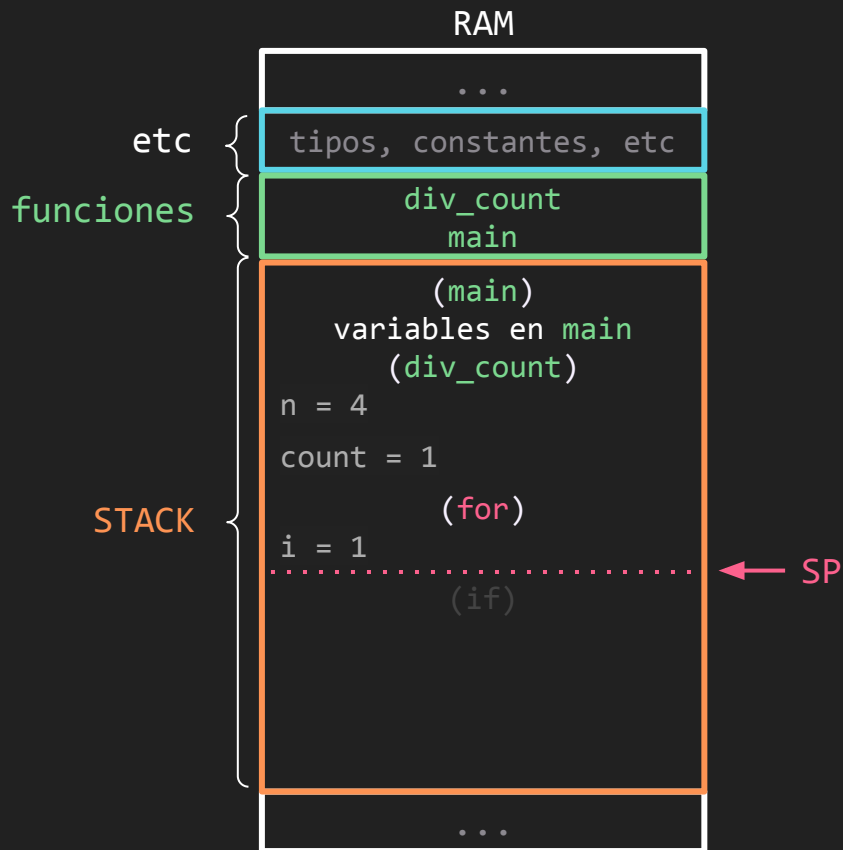 RAM
...
etc
tipos, constantes, etc
funciones
div_count
main
(main)
variables en main
(div_count)
n = 4
count = 1
(for)
STACK
i = 1
SP
(if)
...